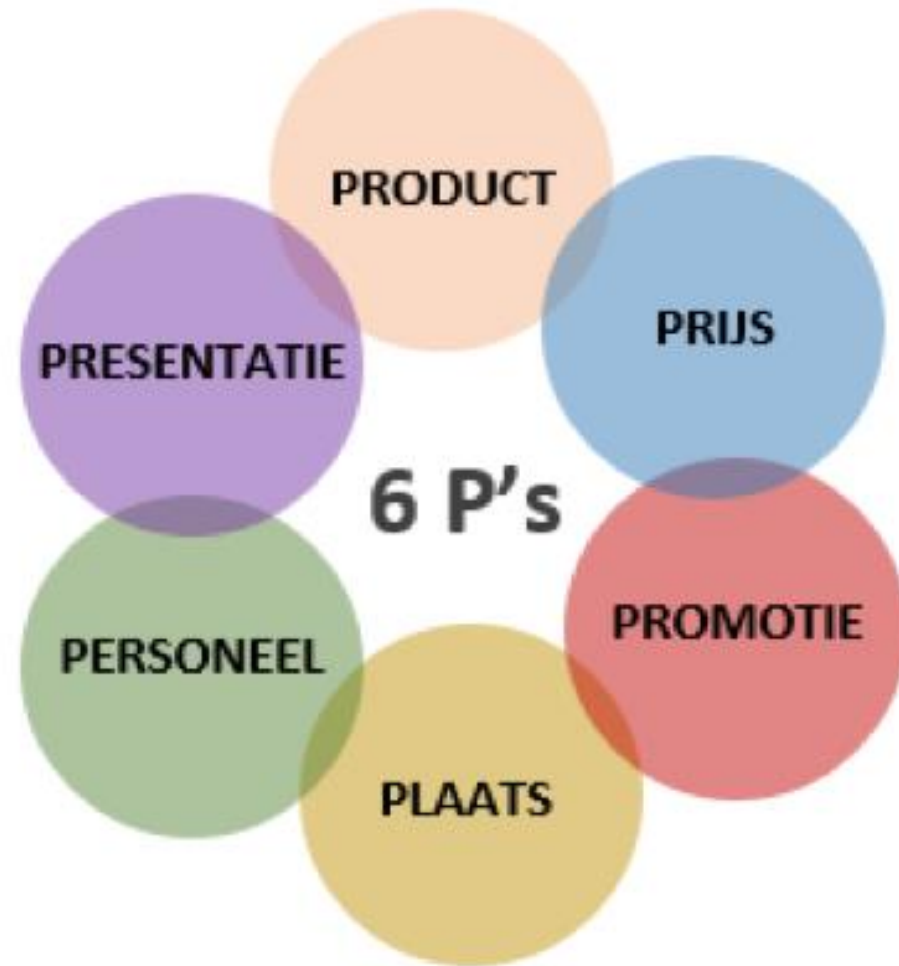 PRODUCT
PRIJS
PRESENTATIE
6 P's
PROMOTIE
PERSONEEL
PLAATS